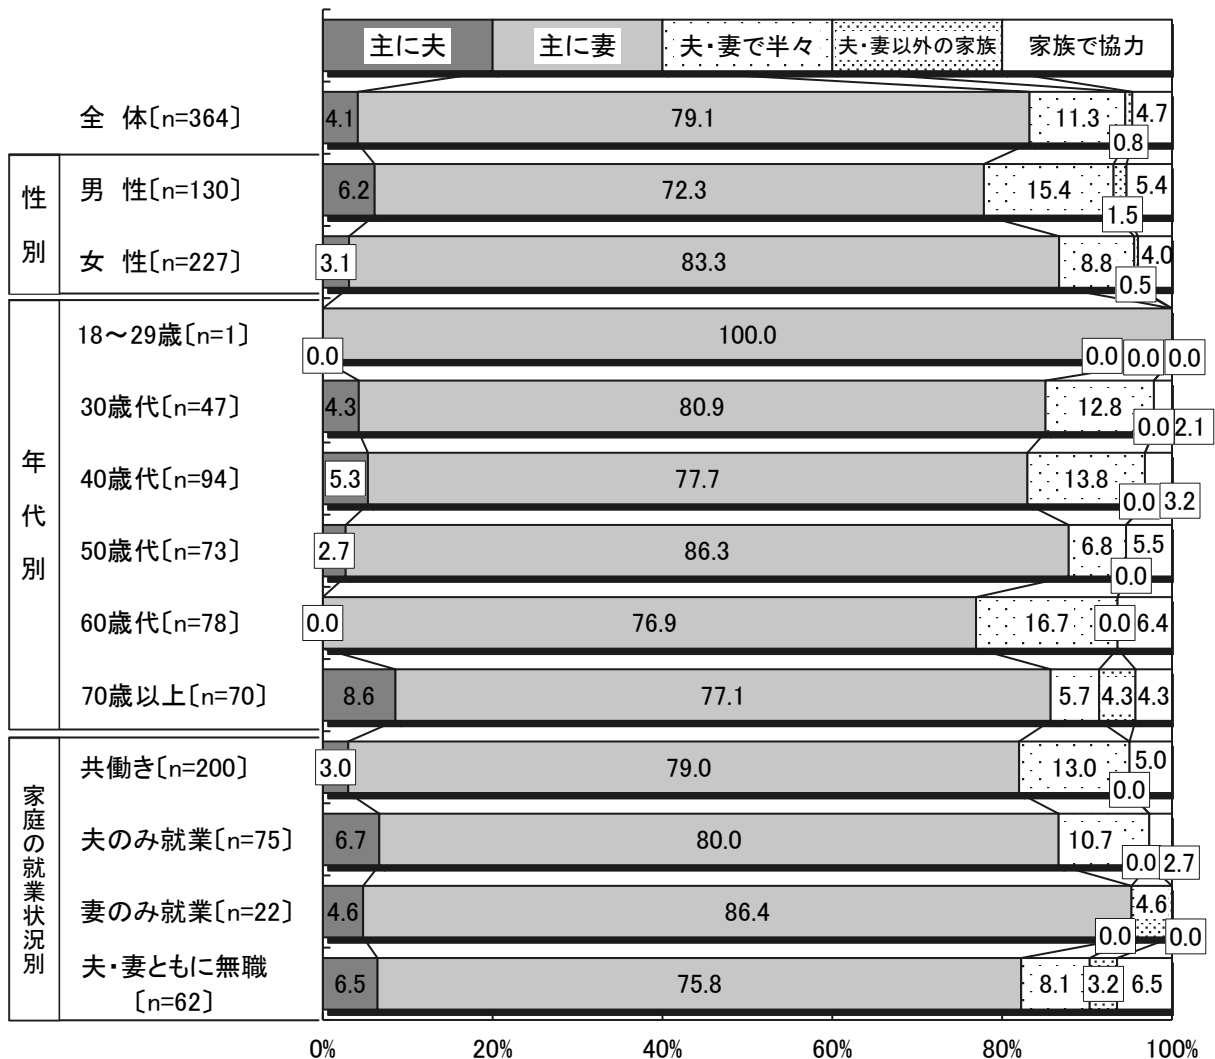 主に夫 主に妻 夫・妻で半々 夫・妻以外の家族 家族で協力
全 体〔n=364〕 4.1 79.1 11.3 0.8 4.7
性別
男 性〔n=130〕 6.2 72.3 15.4 1.5 5.4
女 性〔n=227〕 3.1 83.3 8.8 0.5 4.0
年代別
18～29歳〔n=1〕 0.0 100.0 0.0 0.0 0.0
30歳代〔n=47〕 4.3 80.9 12.8 0.0 2.1
40歳代〔n=94〕 5.3 77.7 13.8 0.0 3.2
50歳代〔n=73〕 2.7 86.3 6.8 0.0 5.5
60歳代〔n=78〕 0.0 76.9 16.7 0.0 6.4
70歳以上〔n=70〕 8.6 77.1 5.7 4.3 4.3
家庭の就業状況別
共働き〔n=200〕 3.0 79.0 13.0 0.0 5.0
夫のみ就業〔n=75〕 6.7 80.0 10.7 0.0 2.7
妻のみ就業〔n=22〕 4.6 86.4 0.0 4.6 0.0
夫・妻ともに無職
〔n=62〕 6.5 75.8 8.1 3.2 6.5
0% 20% 40% 60% 80% 100%